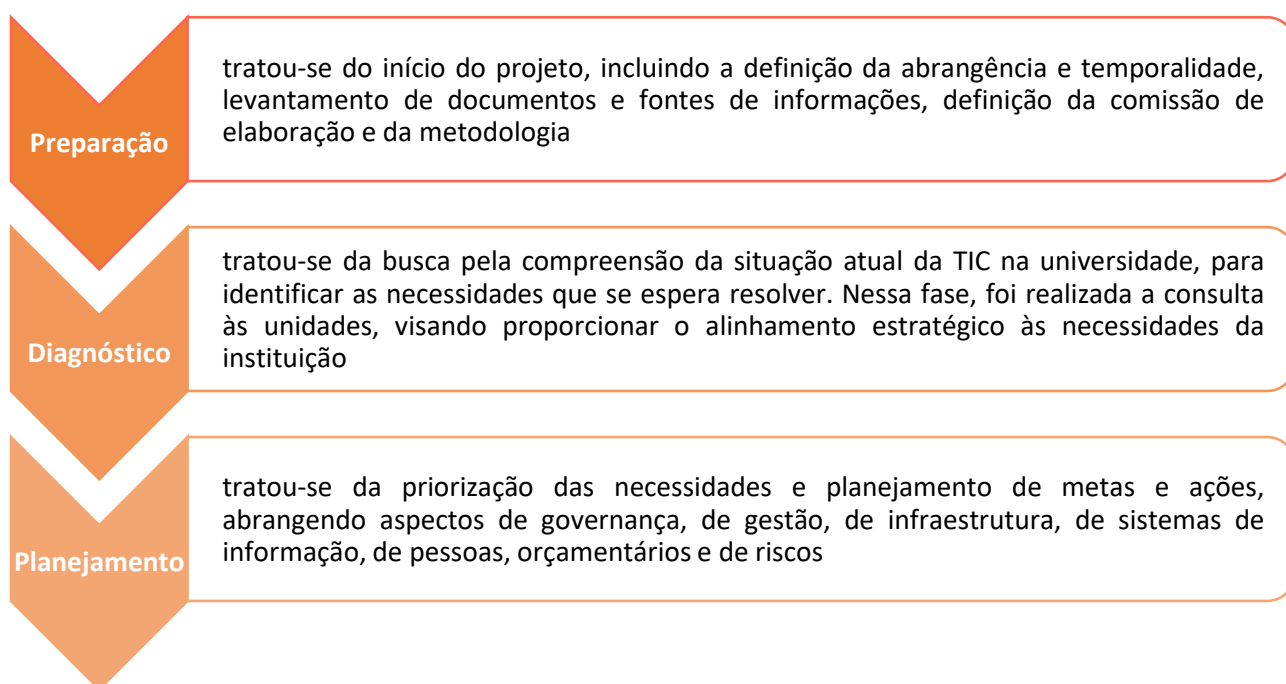 Preparação
tratou-se do início do projeto, incluindo a definição da abrangência e temporalidade,
levantamento de documentos e fontes de informações, definição da comissão de
elaboração e da metodologia
Diagnóstico
tratou-se da busca pela compreensão da situação atual da TIC na universidade, para
identificar as necessidades que se espera resolver. Nessa fase, foi realizada a consulta
às unidades, visando proporcionar o alinhamento estratégico às necessidades da
instituição
Planejamento
tratou-se da priorização das necessidades e planejamento de metas e ações,
abrangendo aspectos de governança, de gestão, de infraestrutura, de sistemas de
informação, de pessoas, orçamentários e de riscos